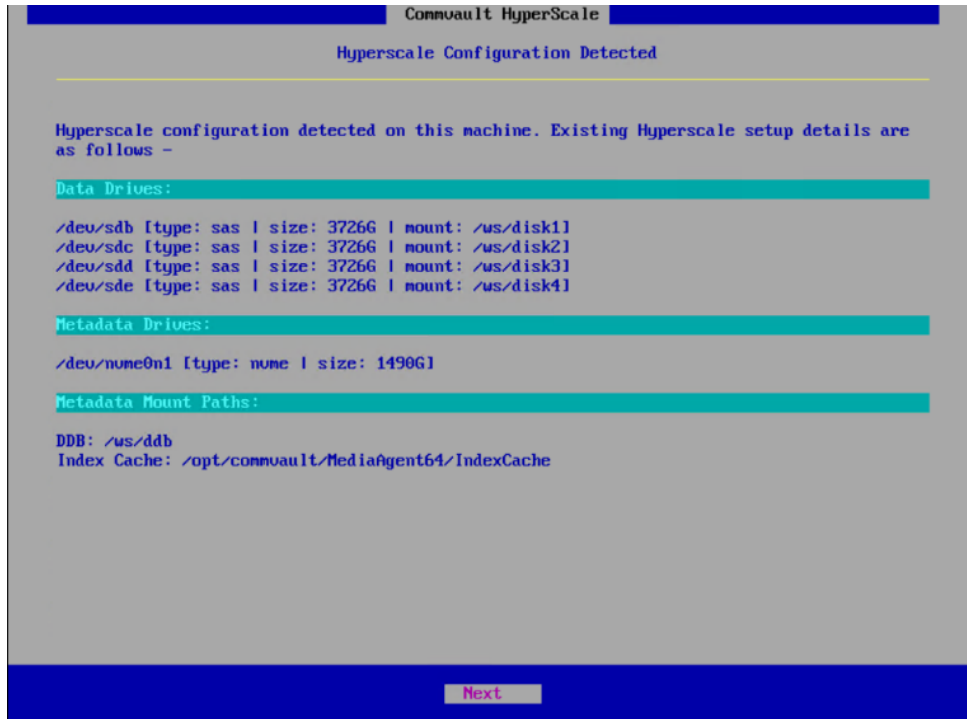 Commvault HyperScale
Hyperscale Configuration Detected
Hyperscale configuration detected on this machine. Existing Hyperscale setup details are
as follows -
Data Drives:
/dev/sdb [type: sas | size: 3726G | mount: /ws/disk1]
/dev/sdc [type: sas | size: 3726G | mount: /ws/disk2]
/dev/sdd [type: sas | size: 3726G | mount: /ws/disk3]
/dev/sde [type: sas | size: 3726G | mount: /ws/disk4]
Metadata Drives:
/dev/nvme0n1 [type: nvme | size: 1490G]
Metadata Mount Paths:
DDB: /ws/ddb
Index Cache: /opt/commvault/MediaAgent64/IndexCache
Next